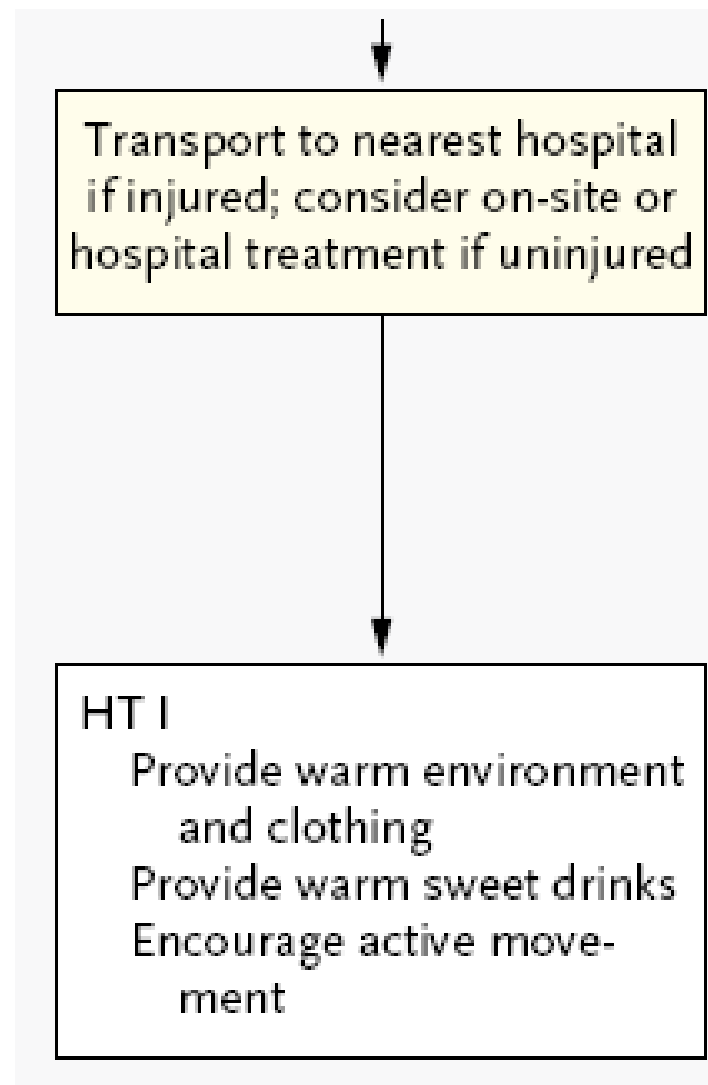 Transport to nearest hospital
if injured; consider on-site or
hospital treatment if uninjured
HT I
Provide warm environment
and clothing
Provide warm sweet drinks
Encourage active move-
ment